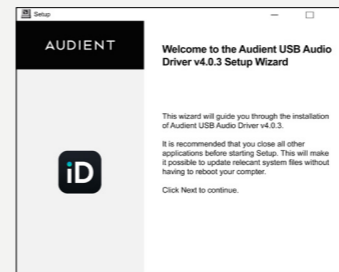 Setup
AUDIENT
Welcome to the Audient USB Audio
Driver v4.0.3 Setup Wizard
This wizard will guide you through the installation
of Audient USB Audio Driver v4.0.3.
It is recommended that you close all other
applications before starting Setup. This will make
it possible to update relecant system files without
having to reboot your compter.
Click Next to continue.
iD